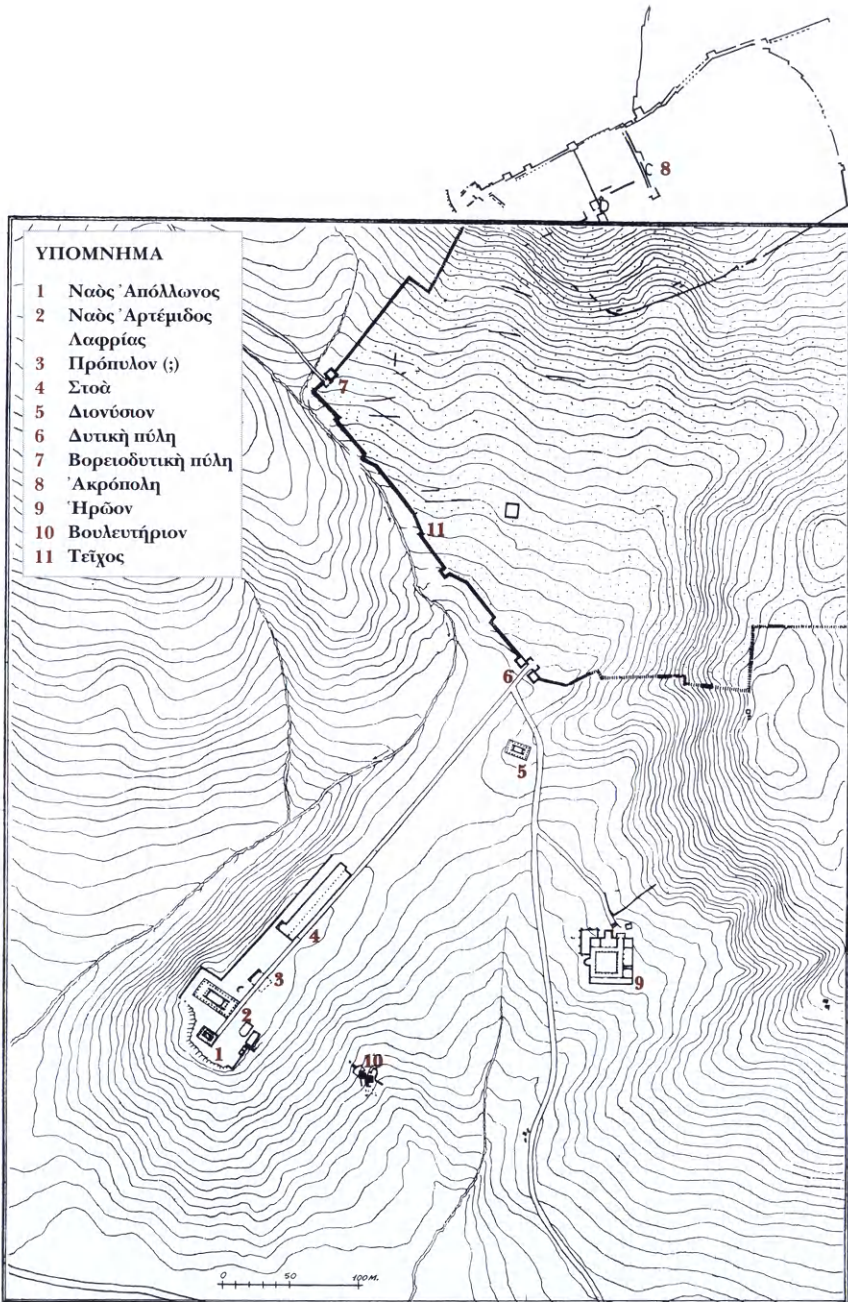 8
ΥΠΟΜΝΗΜΑ
1 Ναὸς Ἀπόλλωνος
2 Ναὸς Ἀρτέμιδος
Λαφρίας
3 Πρόπυλον (;)
4 Στοὰ
5 Διονύσιον
6 Δυτικὴ πύλη
7 Βορειοδυτικὴ πύλη
8 Ἀκρόπολη
9 Ἡρῶον
10 Βουλευτήριον
11 Τεῖχος
7
11
6
5
4
3
9
2
1
10
0 50 100 M.